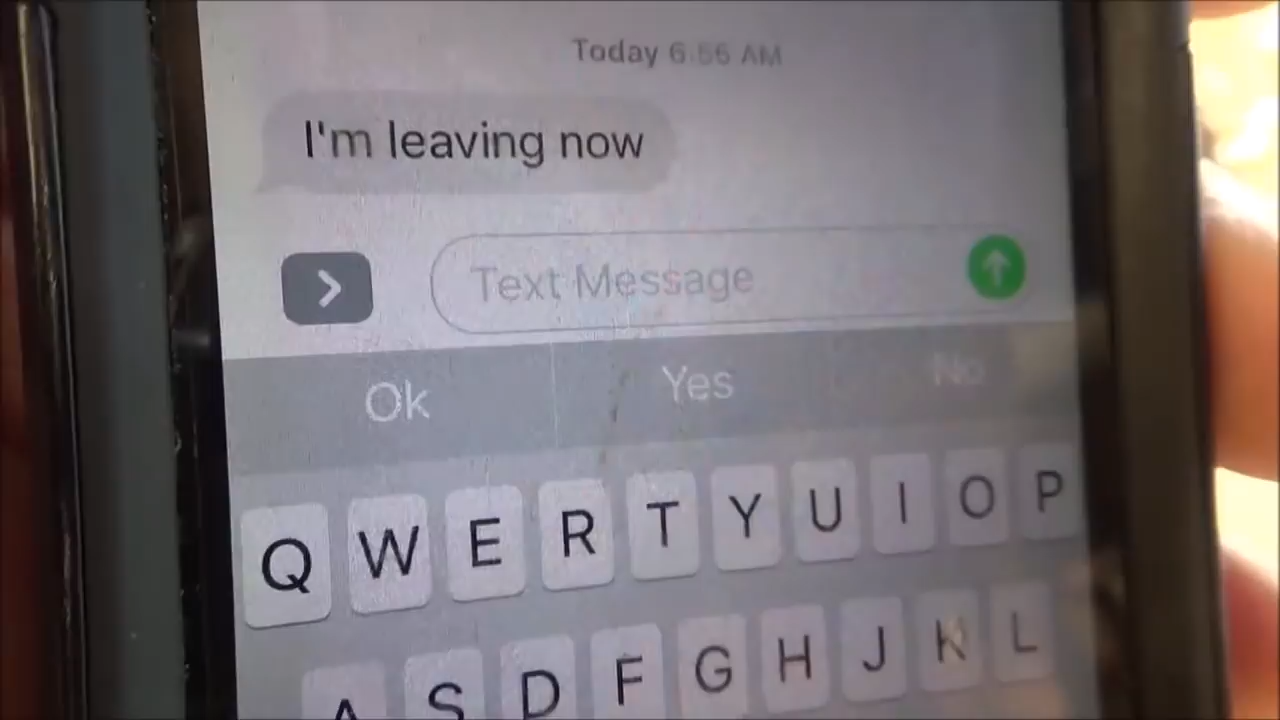 Today 6:56 AM
I'm leaving now
Text Message
Ok Yes No
Q W E R T Y U I O P
A S D F G H J K L